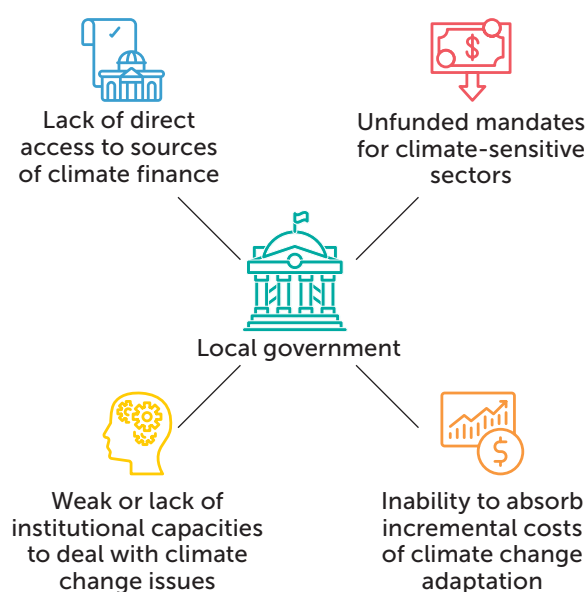 Lack of direct
access to sources
of climate finance
Unfunded mandates
for climate-sensitive
sectors
$
Local government
Weak or lack of
institutional capacities
to deal with climate
change issues
Inability to absorb
incremental costs
of climate change
adaptation
$